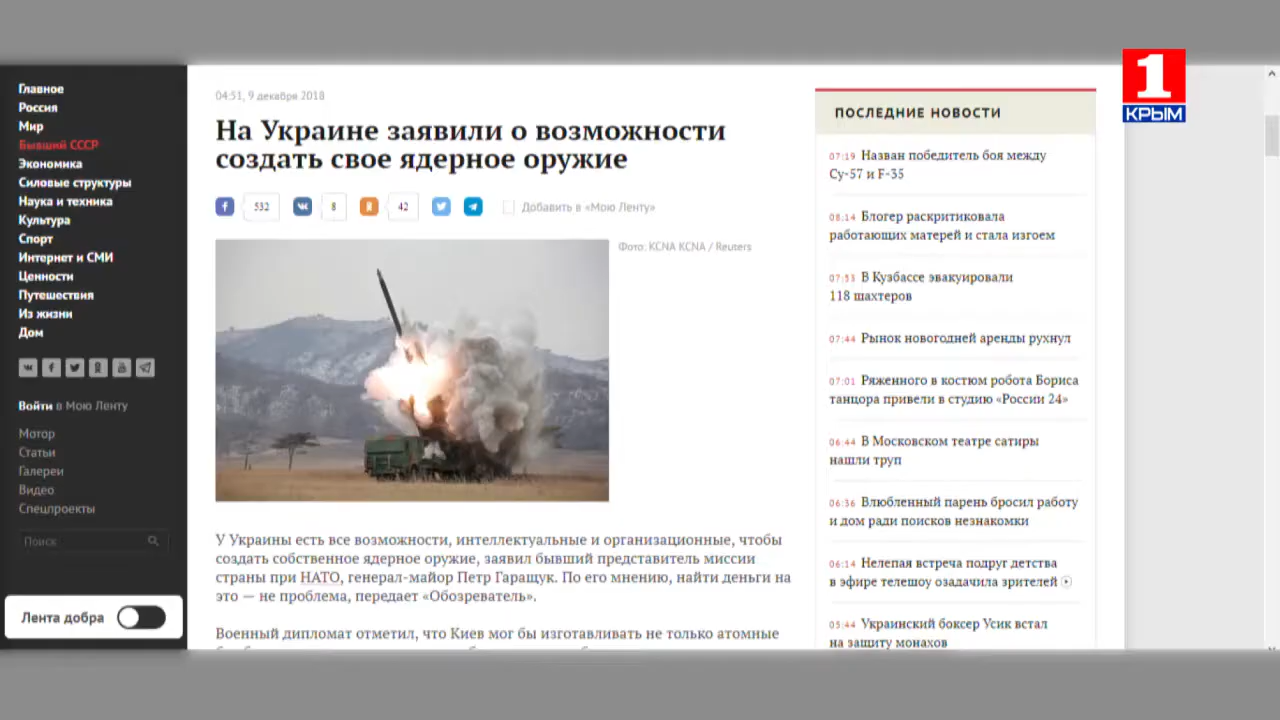 Главное
Россия
Мир
Бывший СССР
Экономика
Силовые структуры
Наука и техника
Культура
Спорт
Интернет и СМИ
Ценности
Путешествия
Из жизни
Дом
Войти в Мою Ленту
Мотор
Статьи
Галереи
Видео
Спецпроекты
Поиск
Лента добра
04:51, 9 декабря 2018
На Украине заявили о возможности
создать свое ядерное оружие
532
8
42
Добавить в «Мою Ленту»
Фото: KCNA KCNA / Reuters
У Украины есть все возможности, интеллектуальные и организационные, чтобы
создать собственное ядерное оружие, заявил бывший представитель миссии
страны при НАТО, генерал-майор Петр Гаращук. По его мнению, найти деньги на
это — не проблема, передает «Обозреватель».
Военный дипломат отметил, что Киев мог бы изготавливать не только атомные
ПОСЛЕДНИЕ НОВОСТИ
07:19 Назван победитель боя между
Су-57 и F-35
08:14 Блогер раскритиковала
работающих матерей и стала изгоем
07:53 В Кузбассе эвакуировали
118 шахтеров
07:44 Рынок новогодней аренды рухнул
07:01 Ряженного в костюм робота Бориса
танцора привели в студию «России 24»
06:44 В Московском театре сатиры
нашли труп
06:36 Влюбленный парень бросил работу
и дом ради поисков незнакомки
06:14 Нелепая встреча подруг детства
в эфире телешоу озадачила зрителей
05:44 Украинский боксер Усик встал
на защиту монахов
1
КРЫМ